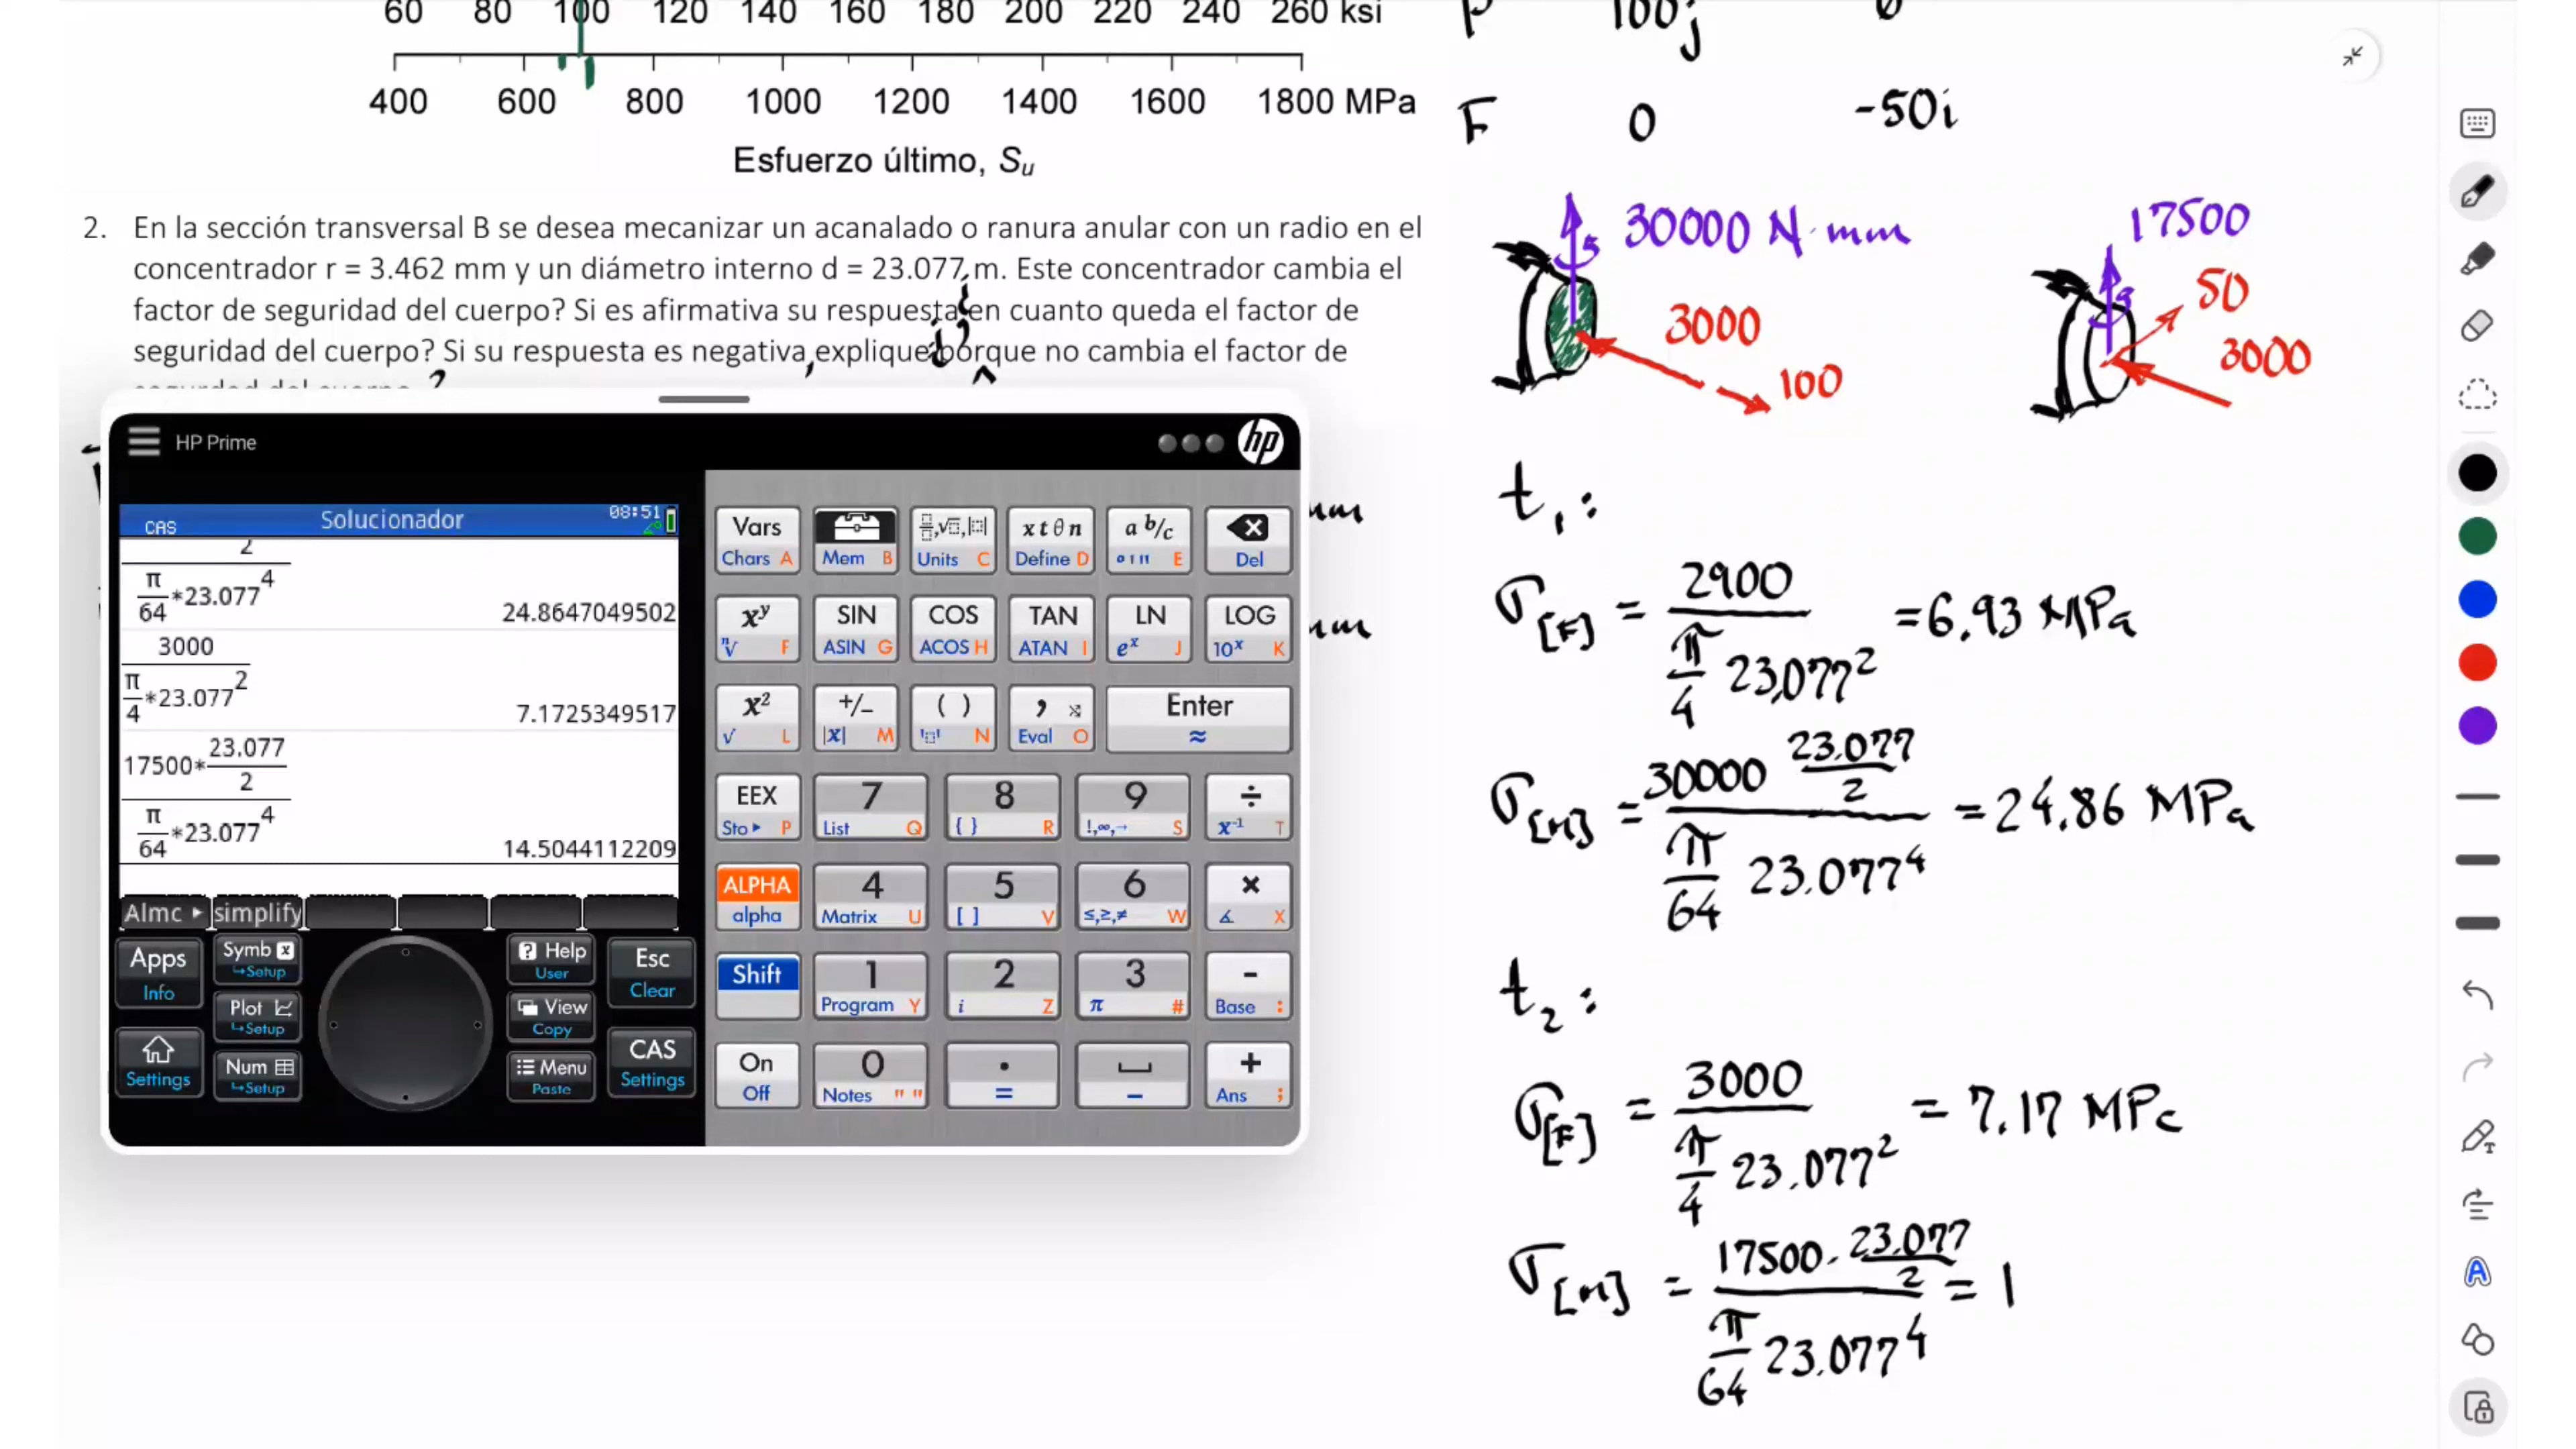 60 80 100 120 140 160 180 200 220 240 260 ksi
400 600 800 1000 1200 1400 1600 1800 MPa
Esfuerzo último, Su
2. En la sección transversal B se desea mecanizar un acanalado o ranura anular con un radio en el
concentrador r = 3.462 mm y un diámetro interno d = 23.077 m. Este concentrador cambia el
factor de seguridad del cuerpo? Si es afirmativa su respuesta en cuanto queda el factor de
seguridad del cuerpo? Si su respuesta es negativa, explique porque no cambia el factor de
HP Prime
hp
CAS Solucionador 08:51
2
π/64*23.077^4
24.8647049502
3000
π/4*23.077^2
7.1725349517
17500*23.077/2
π/64*23.077^4
14.5044112209
Almc ▸ simplify
Apps Info
Symb Setup
Plot Setup
Num Setup
Settings
Help User
View Copy
Menu Paste
Esc Clear
CAS Settings
Vars Chars A
Mem B
Units C
x t θ n Define D
a b/c E
Del
x^y F
SIN ASIN G
COS ACOS H
TAN ATAN I
LN e^x J
LOG 10^x K
x² √ L
+/- |x| M
( ) N
, Eval O
Enter ≈
EEX Sto ▸ P
7 List Q
8 { } R
9 !,∞,→ S
÷ x^-1 T
ALPHA alpha
4 Matrix U
5 [ ] V
6 ≤,≥,≠ W
× ∡ X
Shift
1 Program Y
2 i Z
3 π #
- Base :
On Off
0 Notes " "
. =
_
+ Ans ;
mm
mm
P 100j 0
F 0 -50i
30000 N·mm
3000
100
17500
50
3000
t1:
σ[F] = 2900 / (π/4 23,077²) = 6.93 MPa
σ[M] = 30000 23.077/2 / (π/64 23.077⁴) = 24.86 MPa
t2:
σ[F] = 3000 / (π/4 23.077²) = 7.17 MPa
σ[M] = 17500 · 23.077/2 / (π/64 23.077⁴) = 1
A